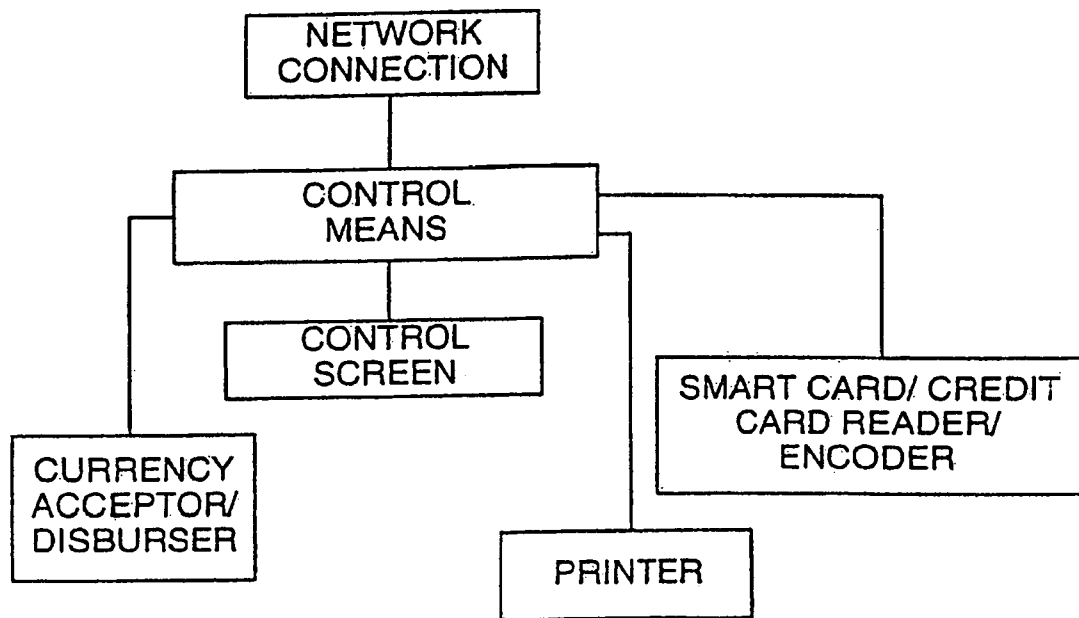 NETWORK
CONNECTION
CONTROL
MEANS
CONTROL
SCREEN
SMART CARD/ CREDIT
CARD READER/
ENCODER
CURRENCY
ACCEPTOR/
DISBURSER
PRINTER